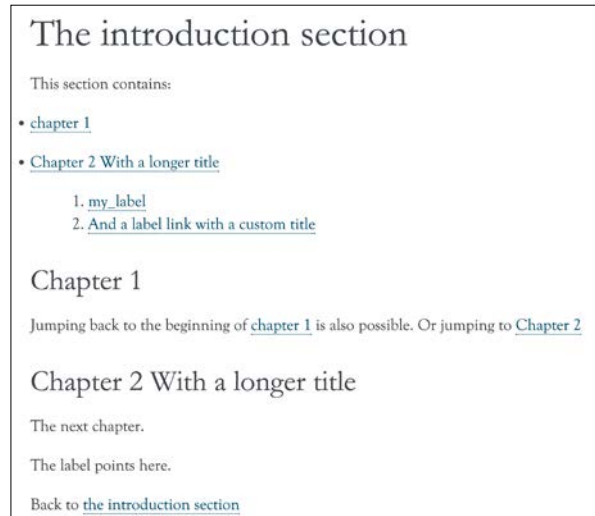 The introduction section
This section contains:
• chapter 1
• Chapter 2 With a longer title
1. my_label
2. And a label link with a custom title
Chapter 1
Jumping back to the beginning of chapter 1 is also possible. Or jumping to Chapter 2
Chapter 2 With a longer title
The next chapter.
The label points here.
Back to the introduction section